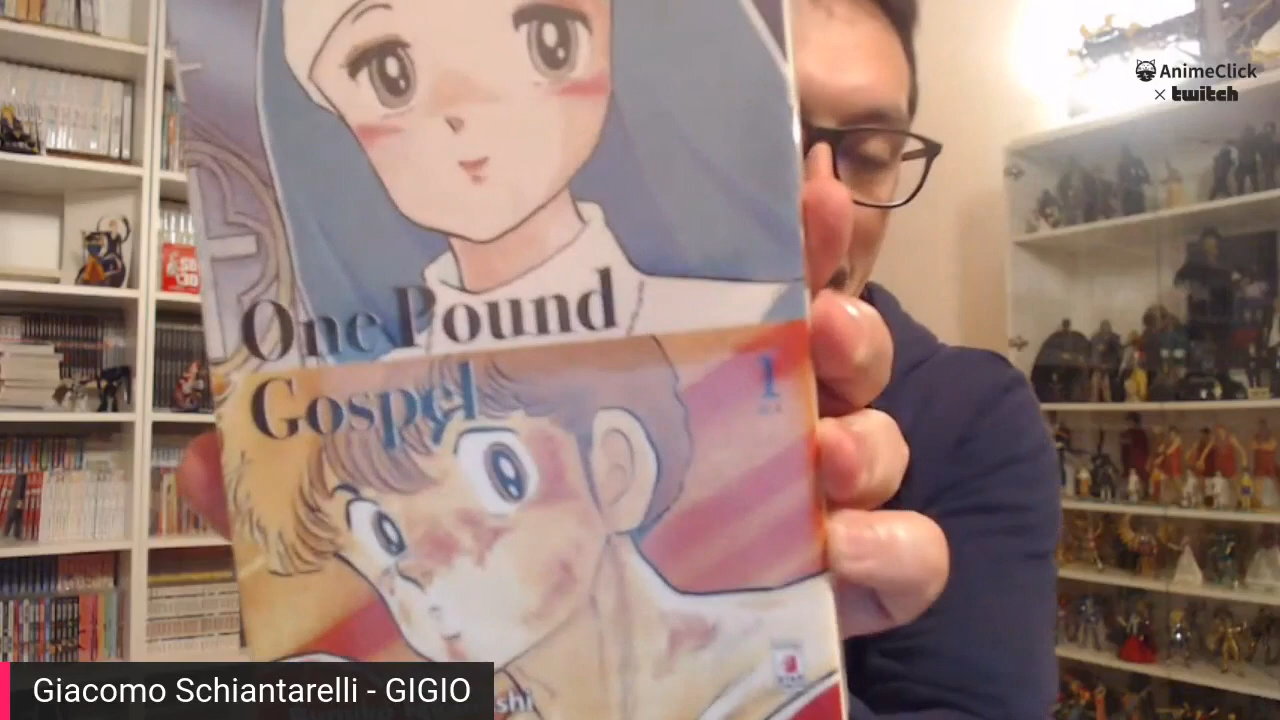 AnimeClick
× twitch
One Pound
Gospel
1
Giacomo Schiantarelli - GIGIO